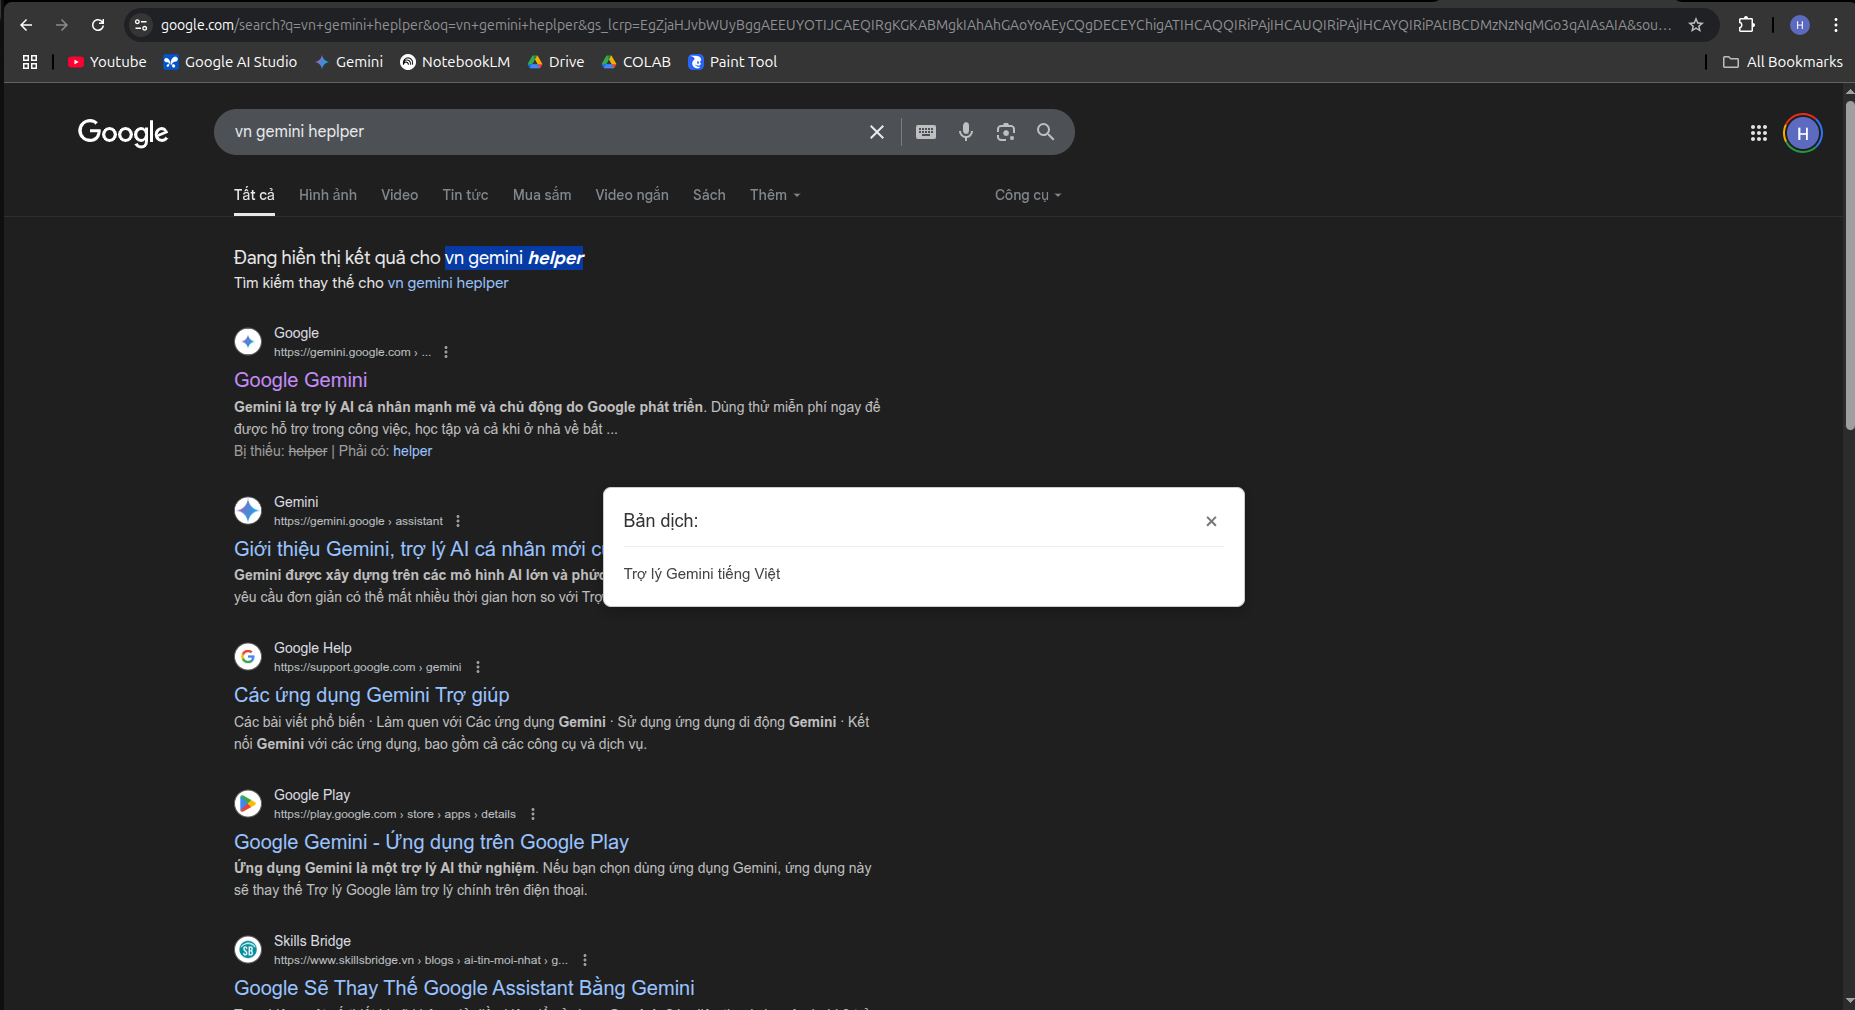 google.com/search?q=vn+gemini+heplper&oq=vn+gemini+heplper&gs_lcrp=EgZjaHJvbWUyBggAEEUYOTIJCAEQIRgKGKABMgkIAhAhGAoYoAEyCQgDECEYChigATIHCAQQIRiPAjIHCAUQIRiPAjIHCAYQIRiPAtIBCDMzNzNqMGo3qAIAsAIA&sou...
H
Youtube
Google AI Studio
Gemini
NotebookLM
Drive
COLAB
Paint Tool
All Bookmarks
Google
vn gemini heplper
H
Tất cả
Hình ảnh
Video
Tin tức
Mua sắm
Video ngắn
Sách
Thêm
Công cụ
Đang hiển thị kết quả cho vn gemini helper
Tìm kiếm thay thế cho vn gemini heplper
Google
https://gemini.google.com › ...
Google Gemini
Gemini là trợ lý AI cá nhân mạnh mẽ và chủ động do Google phát triển. Dùng thử miễn phí ngay để
được hỗ trợ trong công việc, học tập và cả khi ở nhà về bất ...
Bị thiếu: helper | Phải có: helper
Gemini
https://gemini.google › assistant
Giới thiệu Gemini, trợ lý AI cá nhân mới
Gemini được xây dựng trên các mô hình AI lớn và
yêu cầu đơn giản có thể mất nhiều thời gian hơn so với
Bản dịch:
×
Trợ lý Gemini tiếng Việt
Google Help
https://support.google.com › gemini
Các ứng dụng Gemini Trợ giúp
Các bài viết phổ biến · Làm quen với Các ứng dụng Gemini · Sử dụng ứng dụng di động Gemini · Kết
nối Gemini với các ứng dụng, bao gồm cả các công cụ và dịch vụ.
Google Play
https://play.google.com › store › apps › details
Google Gemini - Ứng dụng trên Google Play
Ứng dụng Gemini là một trợ lý AI thử nghiệm. Nếu bạn chọn dùng ứng dụng Gemini, ứng dụng này
sẽ thay thế Trợ lý Google làm trợ lý chính trên điện thoại.
SB
Skills Bridge
https://www.skillsbridge.vn › blogs › ai-tin-moi-nhat › g...
Google Sẽ Thay Thế Google Assistant Bằng Gemini